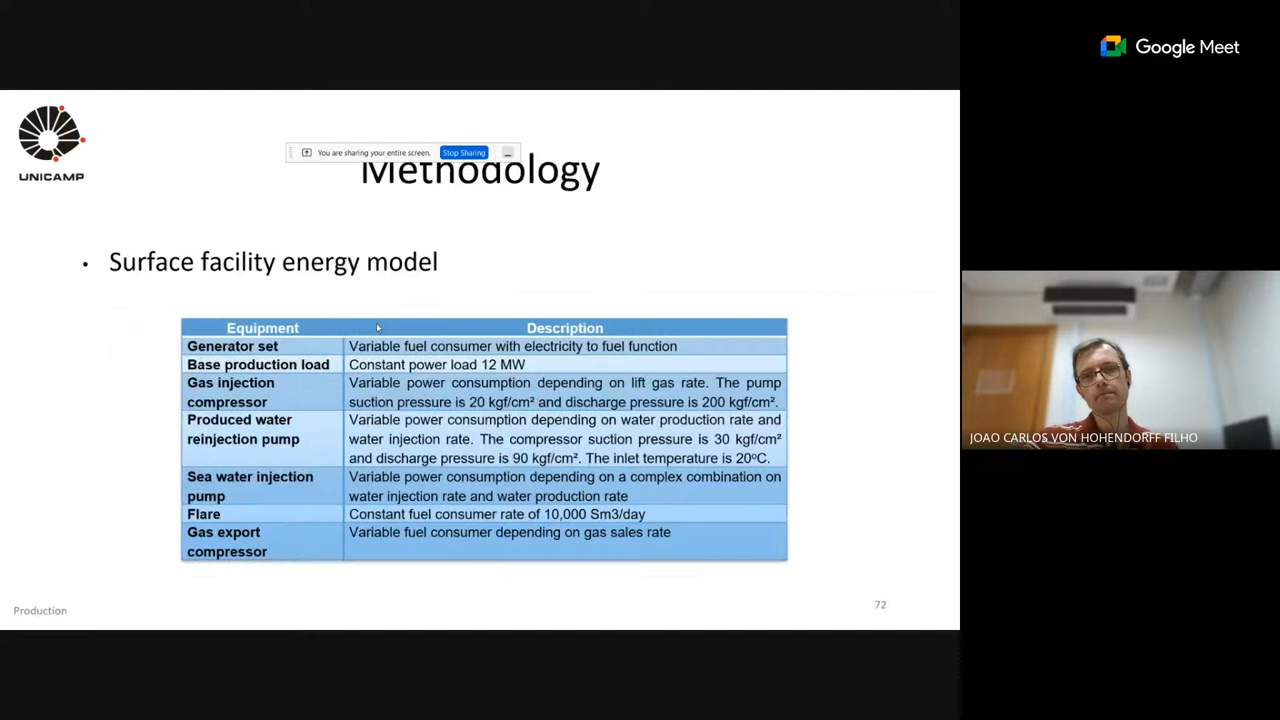 Google Meet
UNICAMP
You are sharing your entire screen.
Stop Sharing
Methodology
• Surface facility energy model
Equipment Description
Generator set Variable fuel consumer with electricity to fuel function
Base production load Constant power load 12 MW
Gas injection Variable power consumption depending on lift gas rate. The pump
compressor suction pressure is 20 kgf/cm² and discharge pressure is 200 kgf/cm².
Produced water Variable power consumption depending on water production rate and
reinjection pump water injection rate. The compressor suction pressure is 30 kgf/cm²
and discharge pressure is 90 kgf/cm². The inlet temperature is 20ºC.
Sea water injection Variable power consumption depending on a complex combination on
pump water injection rate and water production rate
Flare Constant fuel consumer rate of 10,000 Sm3/day
Gas export Variable fuel consumer depending on gas sales rate
compressor
Production
72
JOAO CARLOS VON HOHENDORFF FILHO